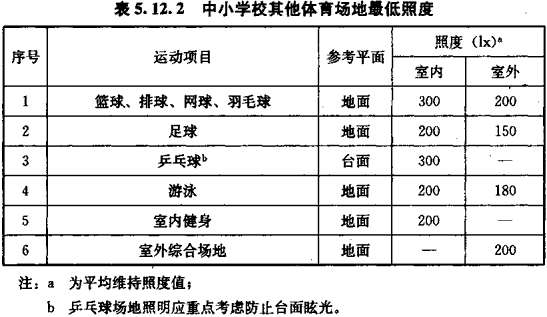 表5.12.2 中小学校其他体育场地最低照度
序号 运动项目 参考平面 照度（lx）a
室内 室外
1 篮球、排球、网球、羽毛球 地面 300 200
2 足球 地面 200 150
3 乒乓球b 台面 300 —
4 游泳 地面 200 180
5 室内健身 地面 200 —
6 室外综合场地 地面 — 200
注：a 为平均维持照度值；
b 乒乓球场地照明应重点考虑防止台面眩光。